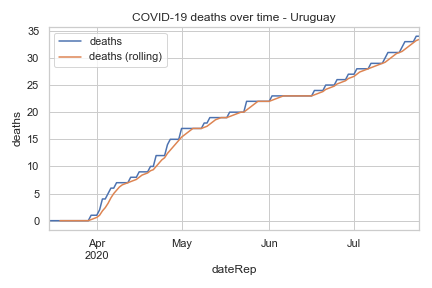 COVID-19 deaths over time - Uruguay
deaths
deaths (rolling)
35
30
25
20
15
10
5
0
deaths
Apr
2020
May
Jun
Jul
dateRep